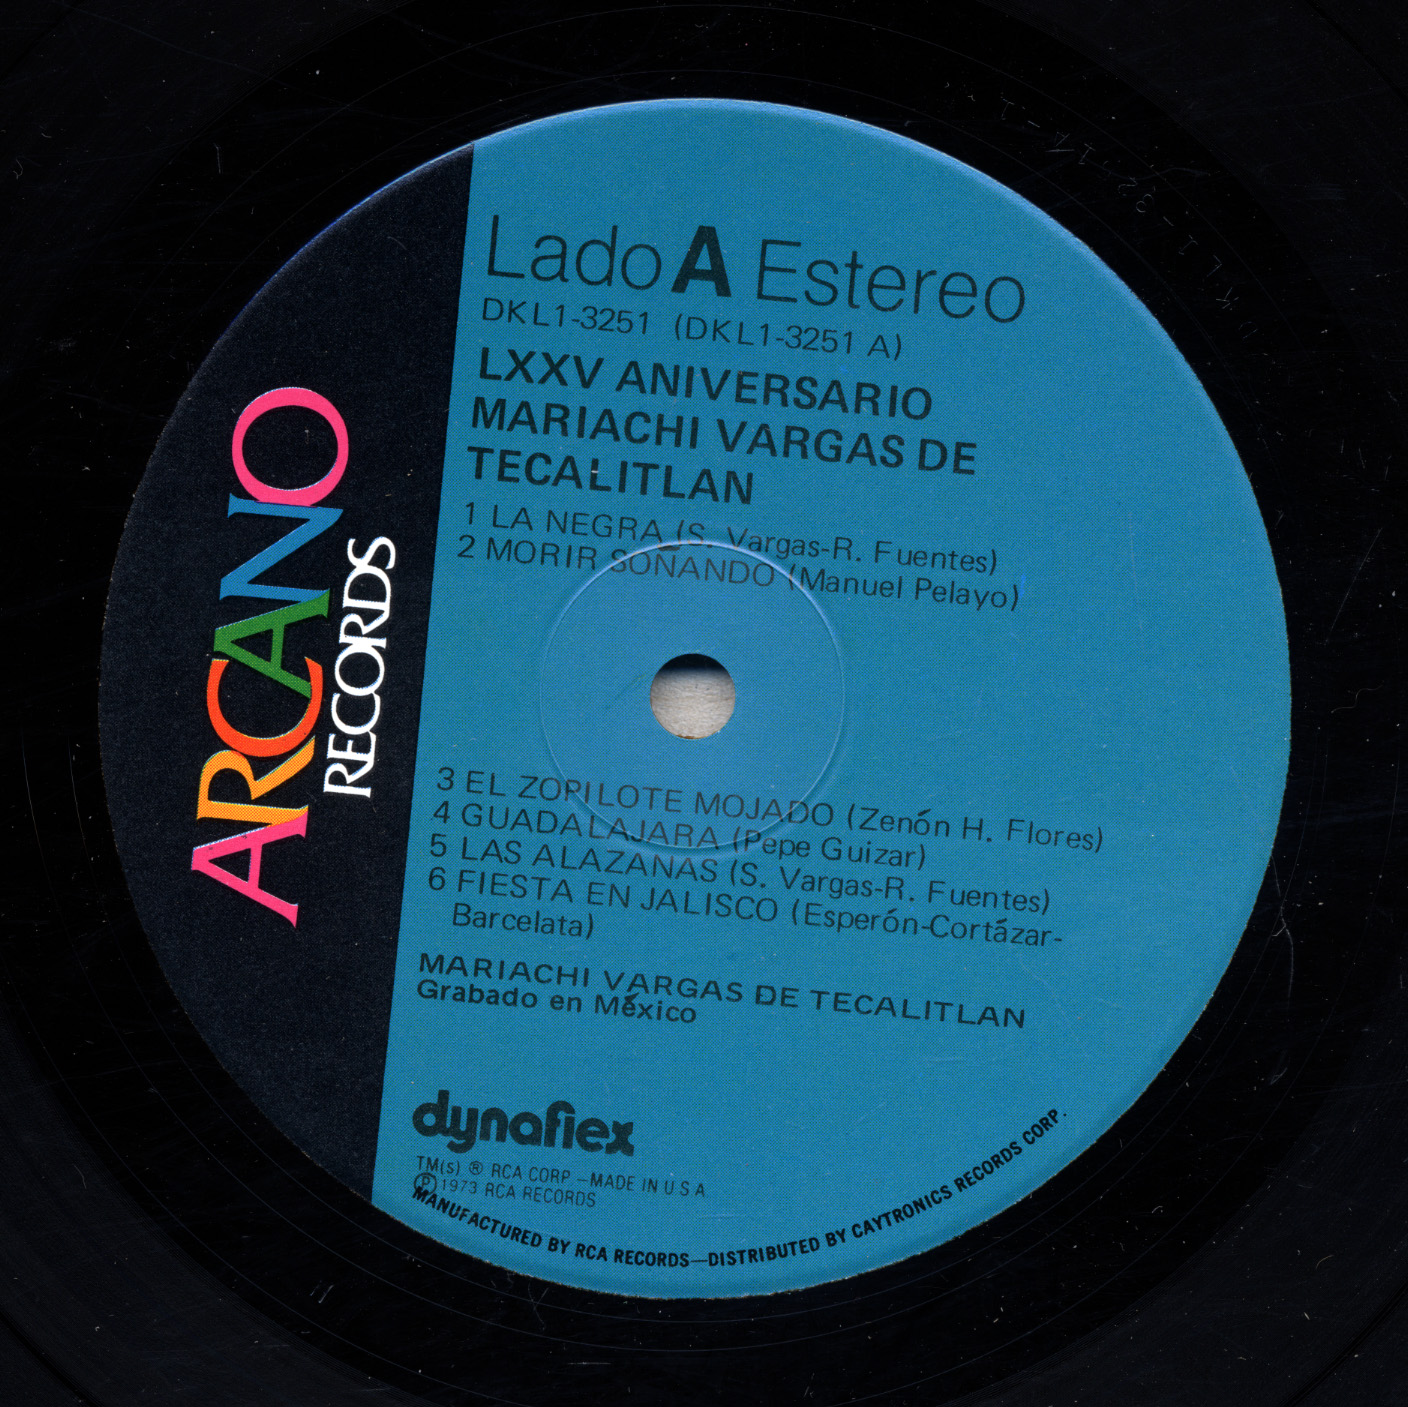 ARCANO
RECORDS
Lado A Estereo
DKL1-3251 (DKL1-3251 A)
LXXV ANIVERSARIO
MARIACHI VARGAS DE
TECALITLAN
1 LA NEGRA (S. Vargas-R. Fuentes)
2 MORIR SOÑANDO (Manuel Pelayo)
3 EL ZOPILOTE MOJADO (Zenón H. Flores)
4 GUADALAJARA (Pepe Guizar)
5 LAS ALAZANAS (S. Vargas-R. Fuentes)
6 FIESTA EN JALISCO (Esperón-Cortázar-
Barcelata)
MARIACHI VARGAS DE TECALITLAN
Grabado en México
dynaflex
TM(s) ® RCA CORP –MADE IN U S A
℗ 1973 RCA RECORDS
MANUFACTURED BY RCA RECORDS—DISTRIBUTED BY CAYTRONICS RECORDS CORP.